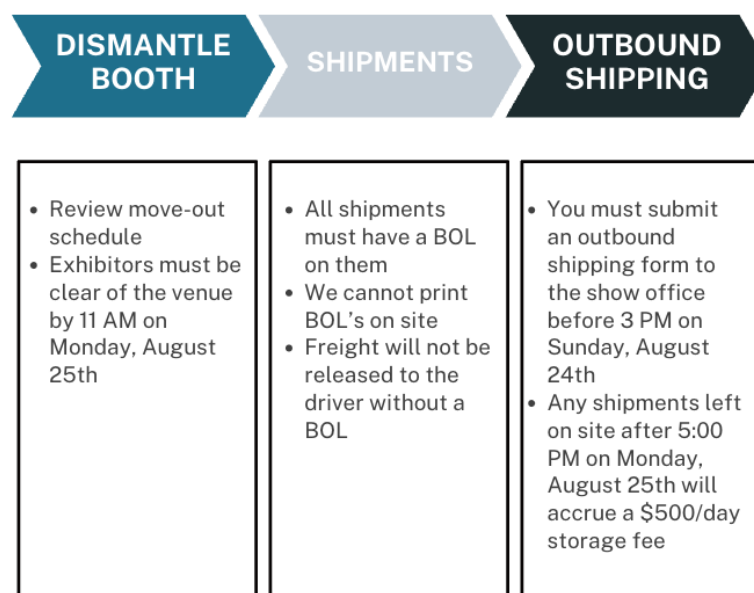 DISMANTLE
BOOTH
SHIPMENTS
OUTBOUND
SHIPPING
• Review move-out
schedule
• Exhibitors must be
clear of the venue
by 11 AM on
Monday, August
25th
• All shipments
must have a BOL
on them
• We cannot print
BOL’s on site
• Freight will not be
released to the
driver without a
BOL
• You must submit
an outbound
shipping form to
the show office
before 3 PM on
Sunday, August
24th
• Any shipments left
on site after 5:00
PM on Monday,
August 25th will
accrue a $500/day
storage fee